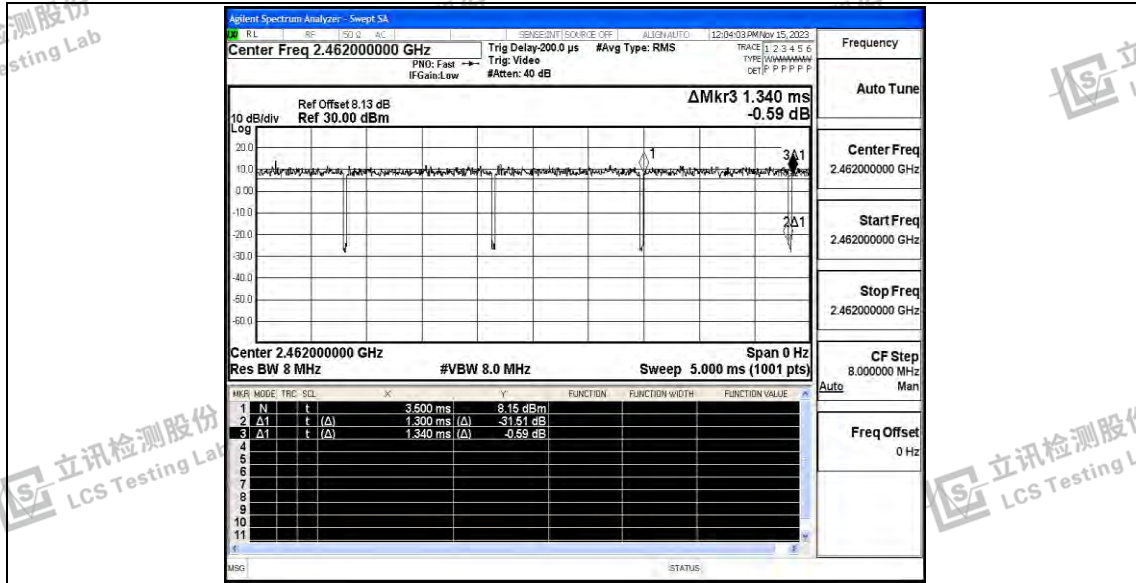 Agilent Spectrum Analyzer - Swept SA
RL RF 50 Ω AC SENSE:INT SOURCE OFF ALIGN AUTO 12:04:03 PM Nov 15, 2023
Center Freq 2.462000000 GHz
PNO: Fast
IFGain:Low
Trig Delay-200.0 µs
Trig: Video
#Atten: 40 dB
#Avg Type: RMS
TRACE 1 2 3 4 5 6
TYPE WWWWWW
DET P P P P P P
ΔMkr3 1.340 ms
-0.59 dB
10 dB/div
Log
Ref Offset 8.13 dB
Ref 30.00 dBm
20.0
10.0
0.00
-10.0
-20.0
-30.0
-40.0
-50.0
-60.0
1
3Δ1
2Δ1
Center 2.462000000 GHz Span 0 Hz
Res BW 8 MHz #VBW 8.0 MHz Sweep 5.000 ms (1001 pts)
MKR MODE TRC SCL X Y FUNCTION FUNCTION WIDTH FUNCTION VALUE
1 N t 3.500 ms 8.15 dBm
2 Δ1 t (Δ) 1.300 ms (Δ) -31.51 dB
3 Δ1 t (Δ) 1.340 ms (Δ) -0.59 dB
4
5
6
7
8
9
10
11
MSG STATUS
Frequency
Auto Tune
Center Freq
2.462000000 GHz
Start Freq
2.462000000 GHz
Stop Freq
2.462000000 GHz
CF Step
8.000000 MHz
Auto Man
Freq Offset
0 Hz
立讯检测股份
LCS Testing Lab
立讯检测股份
LCS Testing L
检测股份
esting Lab
立
L